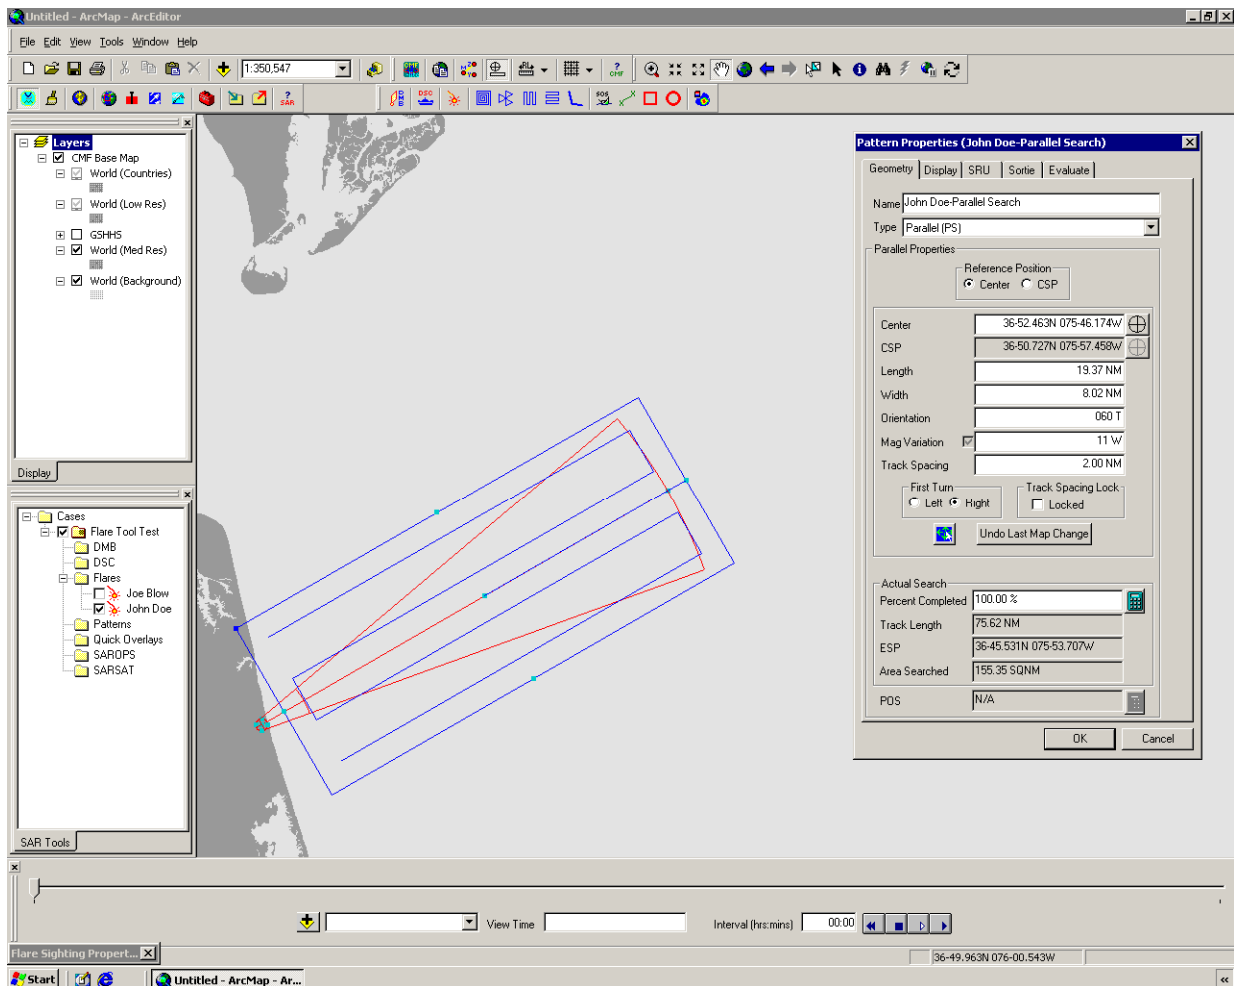 Untitled - ArcMap - ArcEditor
File Edit View Tools Window Help
1:350,547
? CMF
? SAR
DMB
DSC
SOS
Layers
CMF Base Map
World (Countries)
World (Low Res)
GSHHS
World (Med Res)
World (Background)
Display
Cases
Flare Tool Test
DMB
DSC
Flares
Joe Blow
John Doe
Patterns
Quick Overlays
SAROPS
SARSAT
SAR Tools
Pattern Properties (John Doe-Parallel Search)
Geometry Display SRU Sortie Evaluate
Name John Doe-Parallel Search
Type Parallel (PS)
Parallel Properties
Reference Position
Center CSP
Center 36-52.463N 075-46.174W
CSP 36-50.727N 075-57.458W
Length 19.37 NM
Width 8.02 NM
Orientation 060 T
Mag Variation 11 W
Track Spacing 2.00 NM
First Turn
Left Right
Track Spacing Lock
Locked
Undo Last Map Change
Actual Search
Percent Completed 100.00 %
Track Length 75.62 NM
ESP 36-45.531N 075-53.707W
Area Searched 155.35 SQNM
POS N/A
OK Cancel
View Time Interval (hrs:mins) 00:00
Flare Sighting Propert...
36-49.963N 076-00.543W
Start Untitled - ArcMap - Ar...